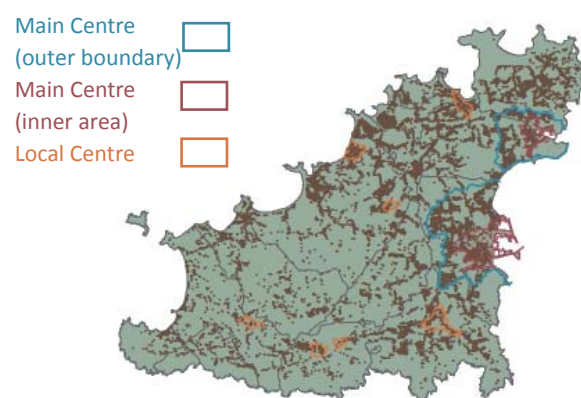 Main Centre
(outer boundary)
Main Centre
(inner area)
Local Centre